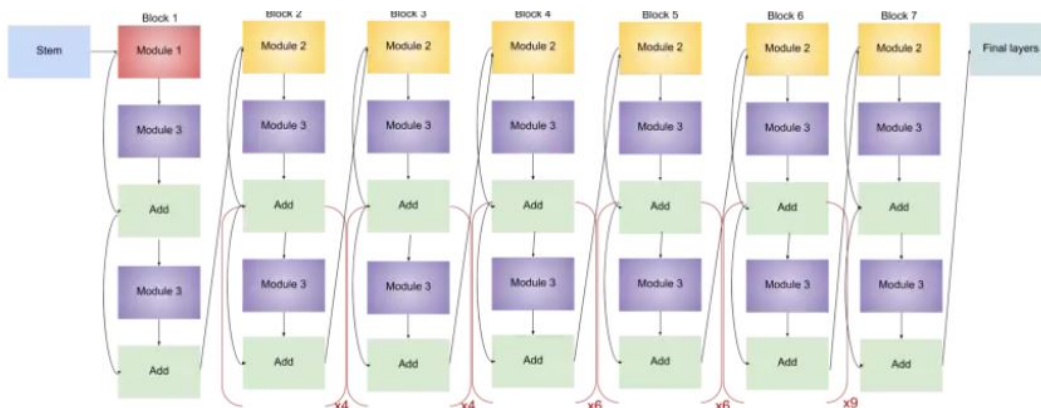 Block 1
Block 2
Block 3
Block 4
Block 5
Block 6
Block 7
Stem
Module 1
Module 2
Module 2
Module 2
Module 2
Module 2
Module 2
Final layers
Module 3
Module 3
Module 3
Module 3
Module 3
Module 3
Module 3
Add
Add
Add
Add
Add
Add
Add
Module 3
Module 3
Module 3
Module 3
Module 3
Module 3
Module 3
Add
Add
Add
Add
Add
Add
Add
x4
x4
x6
x6
x9